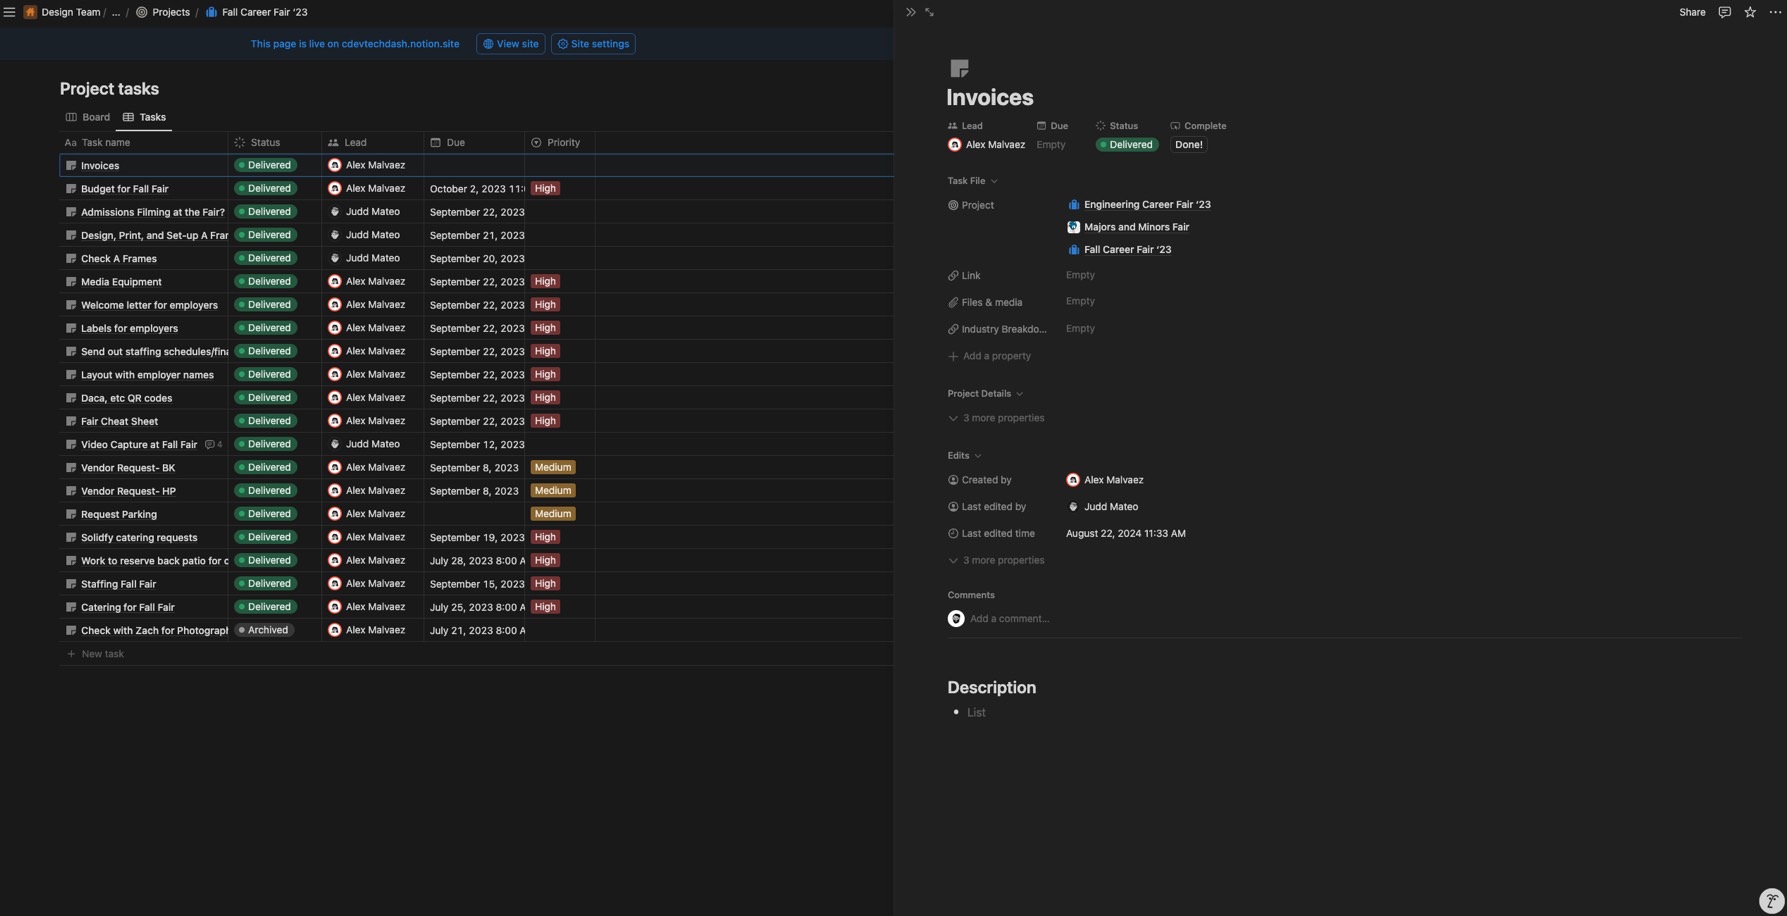 Design Team / ... / Projects / Fall Career Fair ‘23
This page is live on cdevtechdash.notion.site View site Site settings
Project tasks
Board Tasks
Aa Task name Status Lead Due Priority
Invoices Delivered Alex Malvaez
Budget for Fall Fair Delivered Alex Malvaez October 2, 2023 11: High
Admissions Filming at the Fair? Delivered Judd Mateo September 22, 2023
Design, Print, and Set-up A Fra Delivered Judd Mateo September 21, 2023
Check A Frames Delivered Judd Mateo September 20, 2023
Media Equipment Delivered Alex Malvaez September 22, 2023 High
Welcome letter for employers Delivered Alex Malvaez September 22, 2023 High
Labels for employers Delivered Alex Malvaez September 22, 2023 High
Send out staffing schedules/fina Delivered Alex Malvaez September 22, 2023 High
Layout with employer names Delivered Alex Malvaez September 22, 2023 High
Daca, etc QR codes Delivered Alex Malvaez September 22, 2023 High
Fair Cheat Sheet Delivered Alex Malvaez September 22, 2023 High
Video Capture at Fall Fair 4 Delivered Judd Mateo September 12, 2023
Vendor Request- BK Delivered Alex Malvaez September 8, 2023 Medium
Vendor Request- HP Delivered Alex Malvaez September 8, 2023 Medium
Request Parking Delivered Alex Malvaez Medium
Solidfy catering requests Delivered Alex Malvaez September 19, 2023 High
Work to reserve back patio for c Delivered Alex Malvaez July 28, 2023 8:00 A High
Staffing Fall Fair Delivered Alex Malvaez September 15, 2023 High
Catering for Fall Fair Delivered Alex Malvaez July 25, 2023 8:00 A High
Check with Zach for Photograph Archived Alex Malvaez July 21, 2023 8:00 A
New task
Share
Invoices
Lead Due Status Complete
Alex Malvaez Empty Delivered Done!
Task File
Project Engineering Career Fair ‘23
Majors and Minors Fair
Fall Career Fair ‘23
Link Empty
Files & media Empty
Industry Breakdo... Empty
Add a property
Project Details
3 more properties
Edits
Created by Alex Malvaez
Last edited by Judd Mateo
Last edited time August 22, 2024 11:33 AM
3 more properties
Comments
Add a comment...
Description
• List